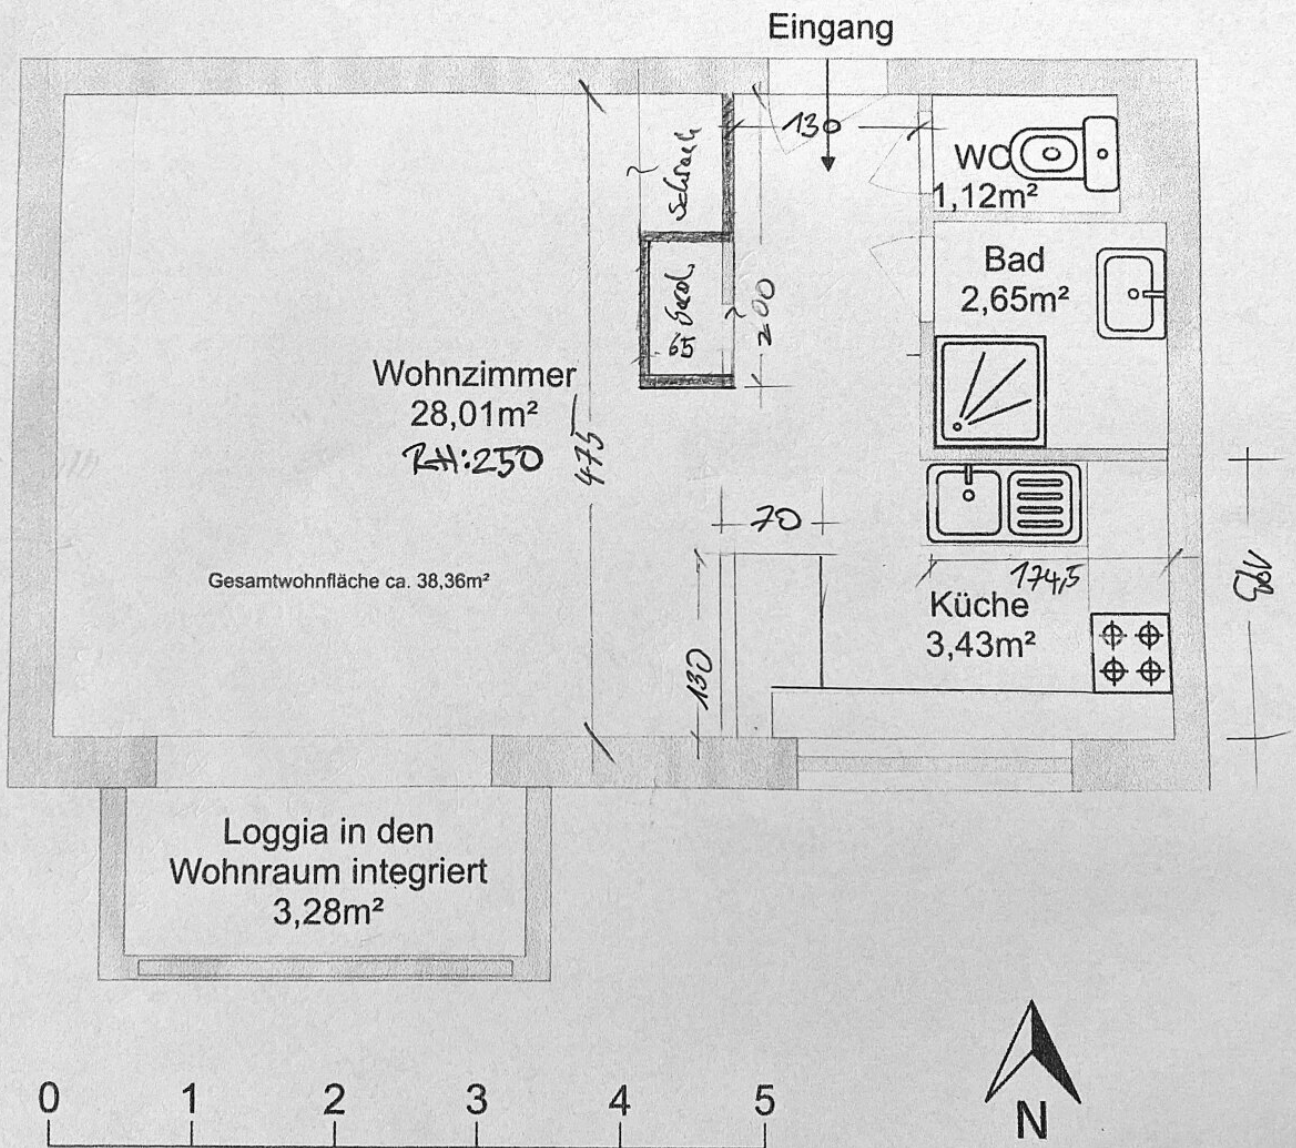 Eingang
130
WC
1,12m²
Schrank
Bad
2,65m²
65
200
Wohnzimmer
28,01m²
RH:250
475
70
Gesamtwohnfläche ca. 38,36m²
174,5
Küche
3,43m²
130
Loggia in den
Wohnraum integriert
3,28m²
0 1 2 3 4 5
N